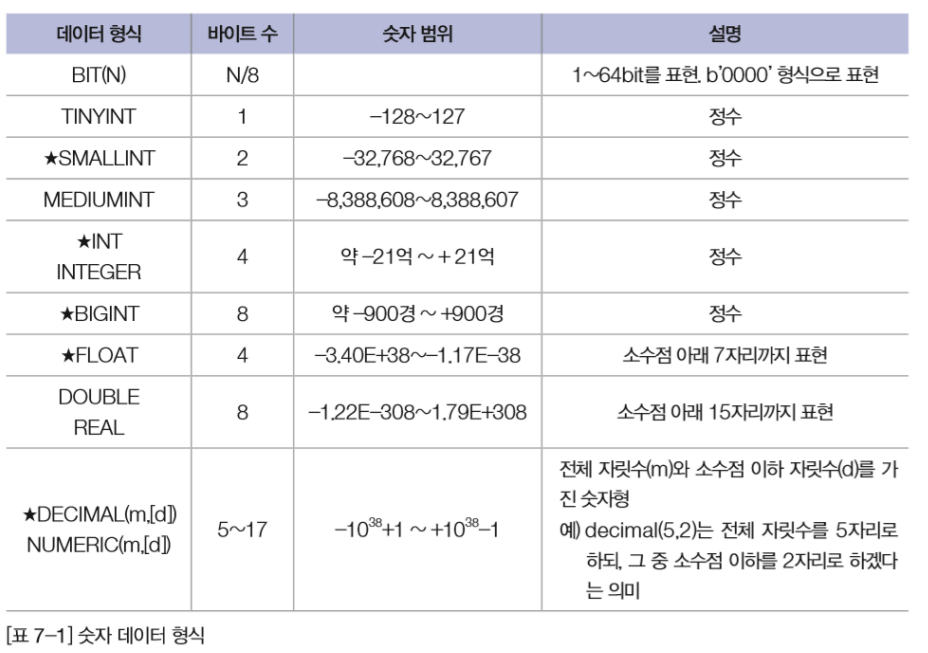 데이터 형식 바이트 수 숫자 범위 설명
BIT(N) N/8 1~64bit를 표현. b'0000' 형식으로 표현
TINYINT 1 -128~127 정수
★SMALLINT 2 -32,768~32,767 정수
MEDIUMINT 3 -8,388,608~8,388,607 정수
★INT
INTEGER 4 약 -21억 ~ +21억 정수
★BIGINT 8 약 -900경 ~ +900경 정수
★FLOAT 4 -3.40E+38~-1.17E-38 소수점 아래 7자리까지 표현
DOUBLE
REAL 8 -1.22E-308~1.79E+308 소수점 아래 15자리까지 표현
★DECIMAL(m,[d])
NUMERIC(m,[d]) 5~17 -10³⁸+1 ~ +10³⁸-1 전체 자릿수(m)와 소수점 이하 자릿수(d)를 가
진 숫자형
예) decimal(5,2)는 전체 자릿수를 5자리로
하되, 그 중 소수점 이하를 2자리로 하겠다
는 의미
[표 7-1] 숫자 데이터 형식